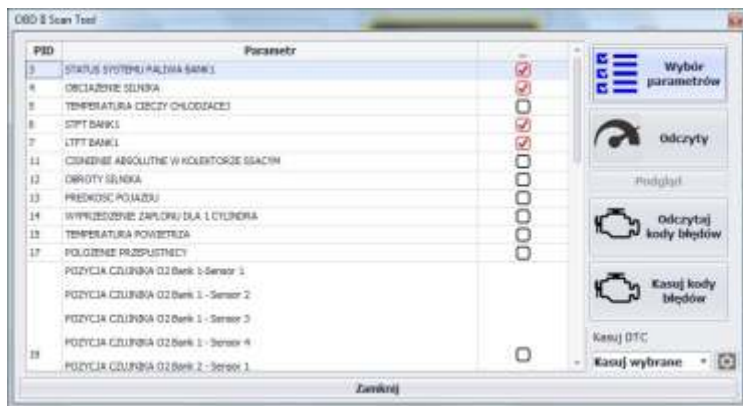 OBD II Scan Tool
PID Parametr ...
3 STATUS SYSTEMU PALIWA BANK1
4 OBCIAZENIE SILNIKA
5 TEMPERATURA CIECZY CHLODZACEJ
6 STFT BANK1
7 LTFT BANK1
11 CISNIENIE ABSOLUTNE W KOLEKTORZE SSACYM
12 OBROTY SILNIKA
13 PREDKOSC POJAZDU
14 WYPRZEDZENIE ZAPLONU DLA 1 CYLINDRA
15 TEMPERATURA POWIETRZA
17 POLOZENIE PRZEPUSTNICY
POZYCJA CZUJNIKA O2 Bank 1-Sensor 1
POZYCJA CZUJNIKA O2 Bank 1 - Sensor 2
POZYCJA CZUJNIKA O2 Bank 1 - Sensor 3
POZYCJA CZUJNIKA O2 Bank 1 - Sensor 4
19
POZYCJA CZUJNIKA O2 Bank 2 - Sensor 1
Wybór
parametrów
Odczyty
Podgląd
Odczytaj
kody błędów
Kasuj kody
błędów
Kasuj DTC
Kasuj wybrane
Zamknij